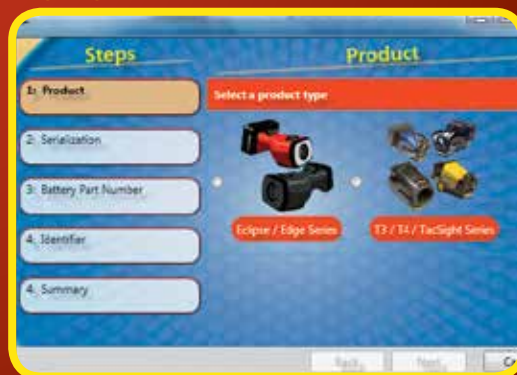 Steps
Product
1: Product
Select a product type
2: Serialization
3: Battery Part Number
4: Identifier
4: Summary
Eclipse / Edge Series
T3 / T4 / TacSight Series
Back
Next